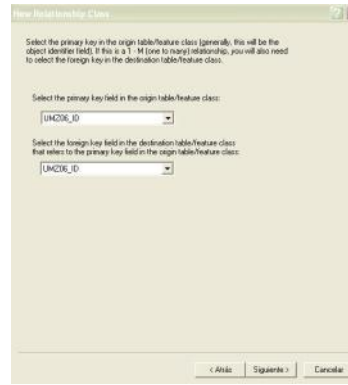 New Relationship Class
Select the primary key in the origin table/feature class (generally, this will be the
object identifier field). If this is a 1 - M (one to many) relationship, you will also need
to select the foreign key in the destination table/feature class.
Select the primary key field in the origin table/feature class:
UMZ06_ID
Select the foreign key field in the destination table/feature class
that refers to the primary key field in the origin table/feature class:
UMZ06_ID
< Atrás
Siguiente >
Cancelar